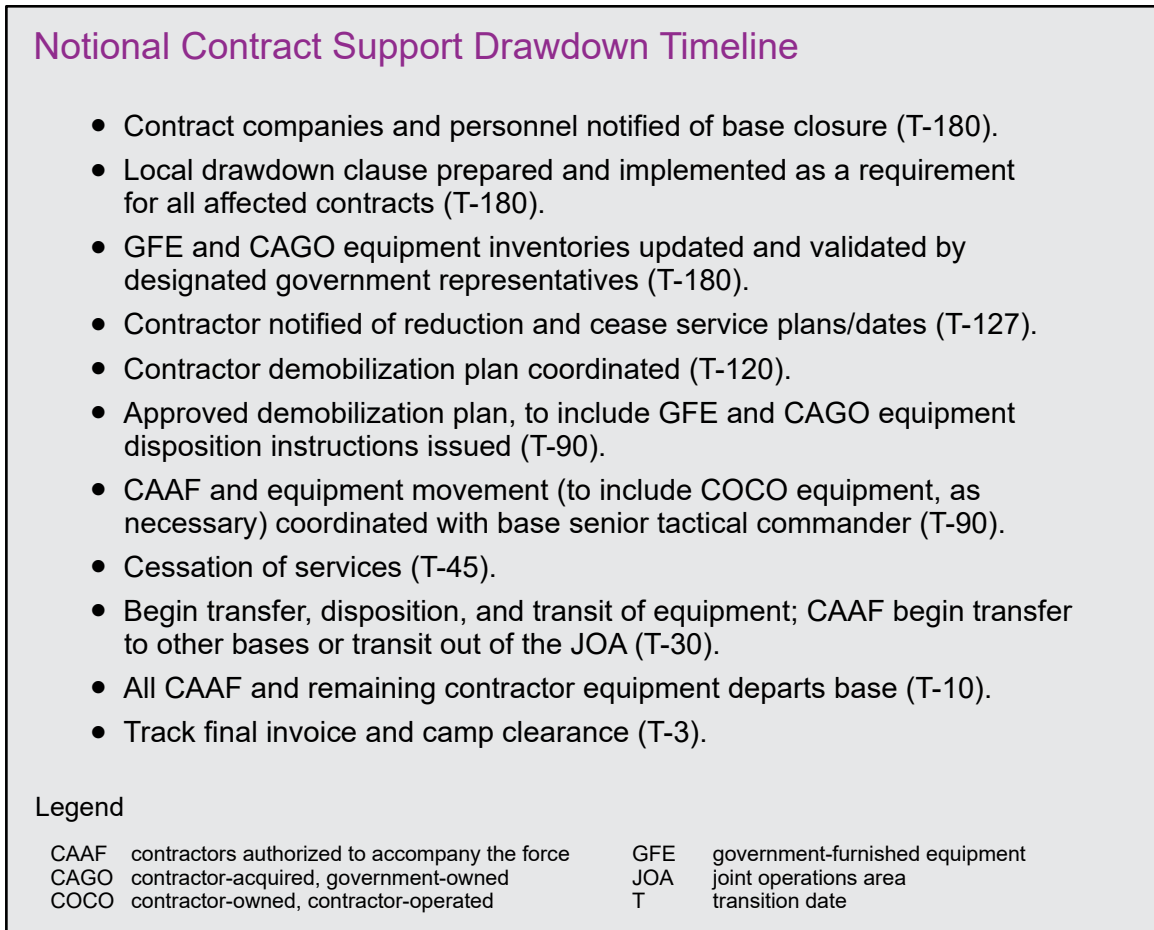 Notional Contract Support Drawdown Timeline
• Contract companies and personnel notified of base closure (T-180).
• Local drawdown clause prepared and implemented as a requirement
for all affected contracts (T-180).
• GFE and CAGO equipment inventories updated and validated by
designated government representatives (T-180).
• Contractor notified of reduction and cease service plans/dates (T-127).
• Contractor demobilization plan coordinated (T-120).
• Approved demobilization plan, to include GFE and CAGO equipment
disposition instructions issued (T-90).
• CAAF and equipment movement (to include COCO equipment, as
necessary) coordinated with base senior tactical commander (T-90).
• Cessation of services (T-45).
• Begin transfer, disposition, and transit of equipment; CAAF begin transfer
to other bases or transit out of the JOA (T-30).
• All CAAF and remaining contractor equipment departs base (T-10).
• Track final invoice and camp clearance (T-3).
Legend
CAAF contractors authorized to accompany the force
CAGO contractor-acquired, government-owned
COCO contractor-owned, contractor-operated
GFE government-furnished equipment
JOA joint operations area
T transition date